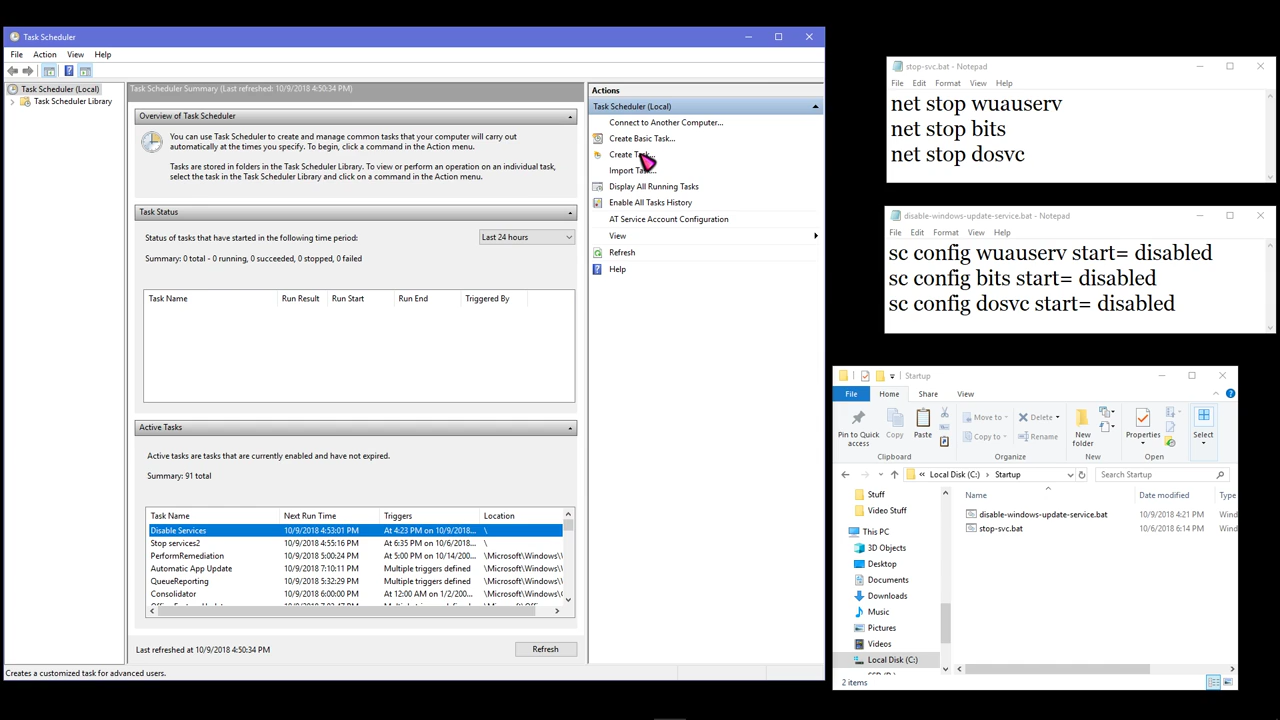 Task Scheduler
File Action View Help
Task Scheduler (Local)
Task Scheduler Library
Task Scheduler Summary (Last refreshed: 10/9/2018 4:50:34 PM)
Overview of Task Scheduler
You can use Task Scheduler to create and manage common tasks that your computer will carry out
automatically at the times you specify. To begin, click a command in the Action menu.
Tasks are stored in folders in the Task Scheduler Library. To view or perform an operation on an individual task,
select the task in the Task Scheduler Library and click on a command in the Action menu.
Task Status
Status of tasks that have started in the following time period:
Last 24 hours
Summary: 0 total - 0 running, 0 succeeded, 0 stopped, 0 failed
Task Name Run Result Run Start Run End Triggered By
Active Tasks
Active tasks are tasks that are currently enabled and have not expired.
Summary: 91 total
Task Name Next Run Time Triggers Location
Disable Services 10/9/2018 4:53:01 PM At 4:23 PM on 10/9/2018... \
Stop services2 10/9/2018 4:55:16 PM At 6:35 PM on 10/6/2018... \
PerformRemediation 10/9/2018 5:00:24 PM At 5:00 PM on 10/14/200... \Microsoft\Windows\
Automatic App Update 10/9/2018 7:10:11 PM Multiple triggers defined \Microsoft\Windows\
QueueReporting 10/9/2018 5:32:29 PM Multiple triggers defined \Microsoft\Windows\
Consolidator 10/9/2018 6:00:00 PM At 12:00 AM on 1/2/200... \Microsoft\Windows\
Last refreshed at 10/9/2018 4:50:34 PM
Refresh
Creates a customized task for advanced users.
Actions
Task Scheduler (Local)
Connect to Another Computer...
Create Basic Task...
Create Task...
Import Task...
Display All Running Tasks
Enable All Tasks History
AT Service Account Configuration
View
Refresh
Help
stop-svc.bat - Notepad
File Edit Format View Help
net stop wuauserv
net stop bits
net stop dosvc
disable-windows-update-service.bat - Notepad
File Edit Format View Help
sc config wuauserv start= disabled
sc config bits start= disabled
sc config dosvc start= disabled
Startup
File Home Share View
Pin to Quick access
Copy
Paste
Move to
Copy to
Delete
Rename
New folder
Properties
Select
Clipboard Organize New Open
Local Disk (C:) Startup
Search Startup
Stuff
Video Stuff
This PC
3D Objects
Desktop
Documents
Downloads
Music
Pictures
Videos
Local Disk (C:)
Name Date modified Ty
disable-windows-update-service.bat 10/9/2018 4:21 PM Wind
stop-svc.bat 10/6/2018 6:14 PM Wind
2 items